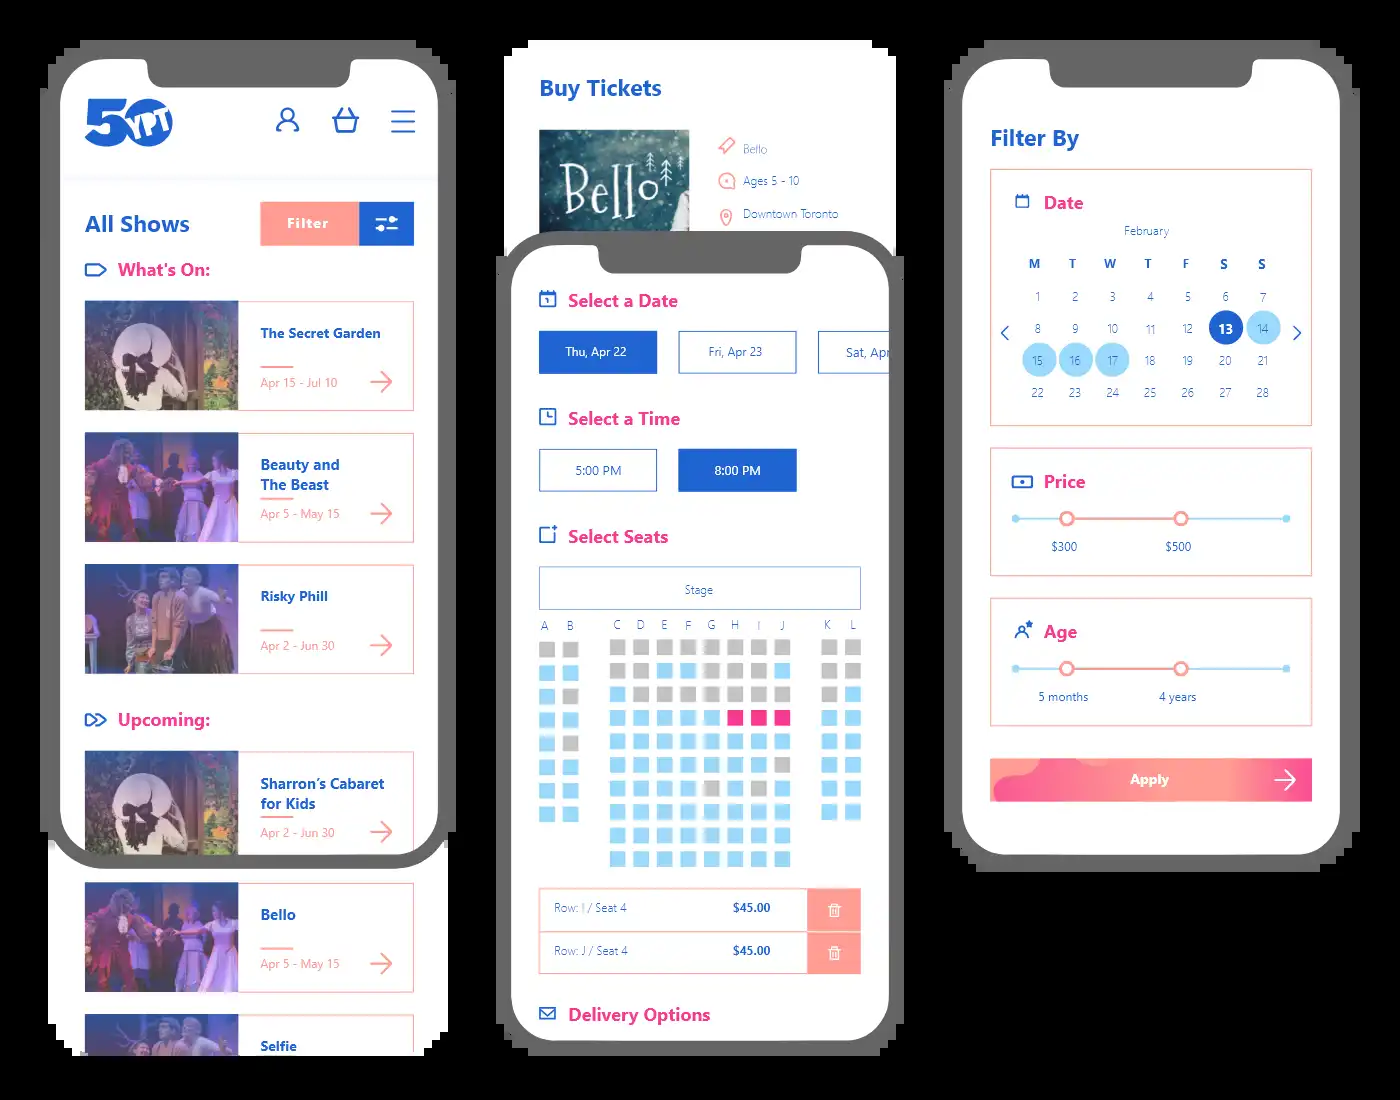 50
YPT
All Shows
Filter
What's On:
The Secret Garden
Apr 15 - Jul 10
Beauty and
The Beast
Apr 5 - May 15
Risky Phill
Apr 2 - Jun 30
Upcoming:
Sharron's Cabaret
for Kids
Apr 2 - Jun 30
Bello
Apr 5 - May 15
Selfie
Buy Tickets
Bello
Bello
Ages 5 - 10
Downtown Toronto
Select a Date
Thu, Apr 22
Fri, Apr 23
Sat, Apr
Select a Time
5:00 PM
8:00 PM
Select Seats
Stage
A B C D E F G H I J K L
Row: I / Seat 4 $45.00
Row: J / Seat 4 $45.00
Delivery Options
Filter By
Date
February
M T W T F S S
1 2 3 4 5 6 7
8 9 10 11 12 13 14
15 16 17 18 19 20 21
22 23 24 25 26 27 28
Price
$300 $500
Age
5 months 4 years
Apply